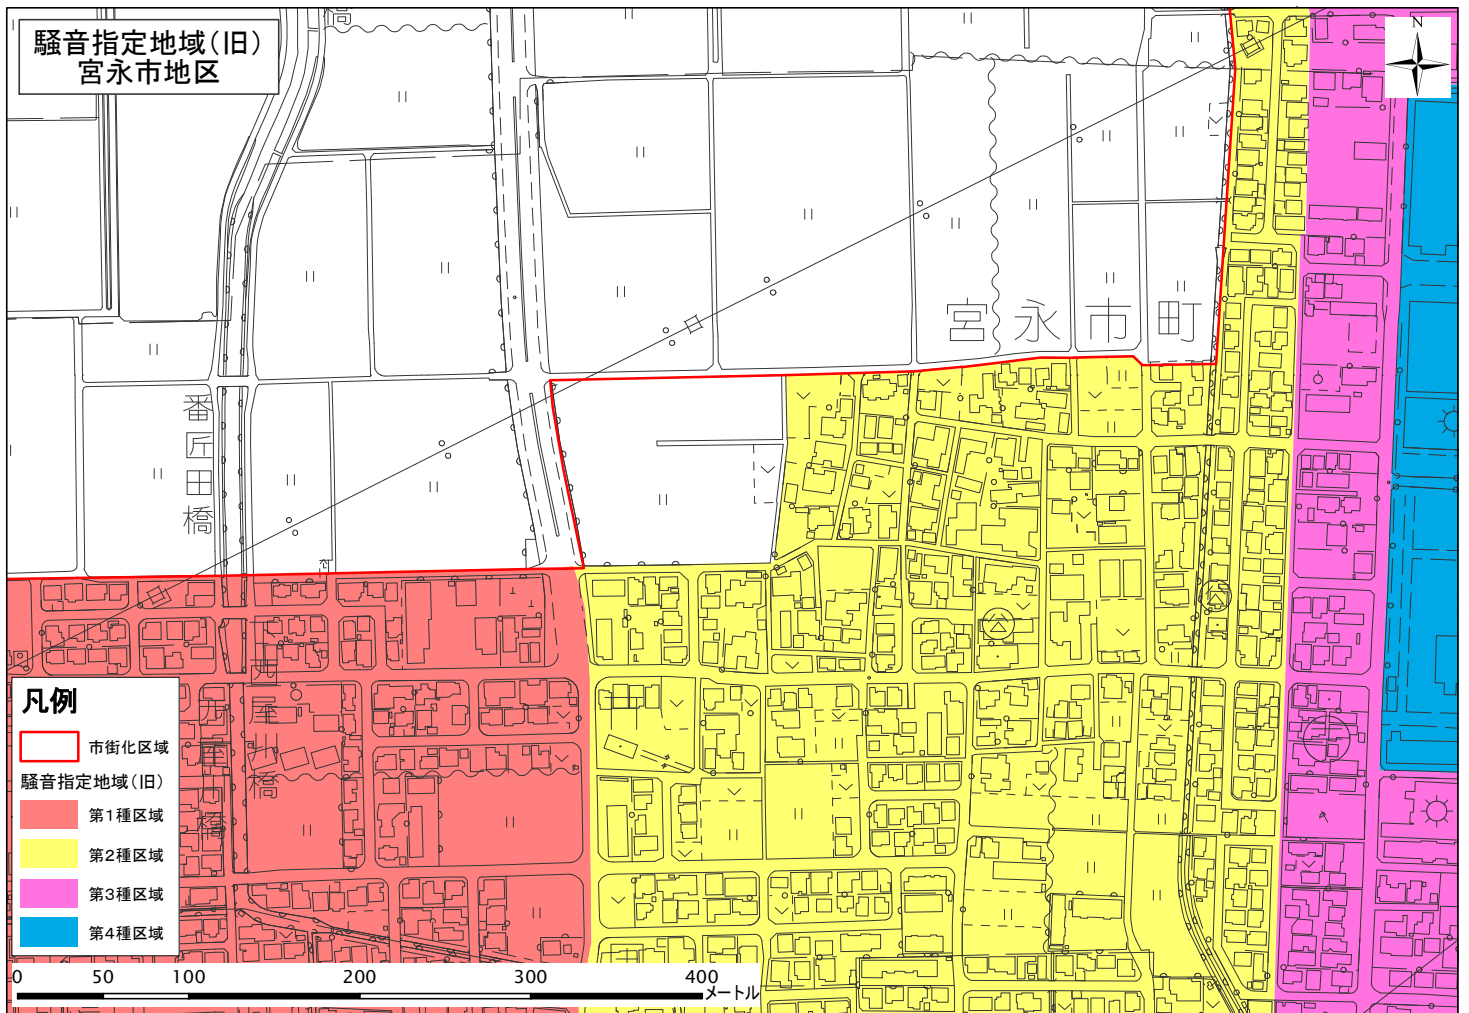 騒音指定地域(旧)
宮永市地区
N
宮永市町
番匠田橋
凡例
市街化区域
騒音指定地域(旧)
第1種区域
第2種区域
第3種区域
第4種区域
0 50 100 200 300 400
メートル